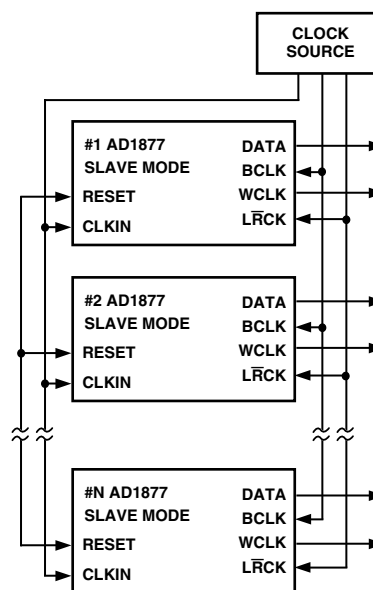 CLOCK
SOURCE
#1 AD1877
SLAVE MODE
RESET
CLKIN
DATA
BCLK
WCLK
LR̅CK
#2 AD1877
SLAVE MODE
RESET
CLKIN
DATA
BCLK
WCLK
LR̅CK
#N AD1877
SLAVE MODE
RESET
CLKIN
DATA
BCLK
WCLK
LR̅CK